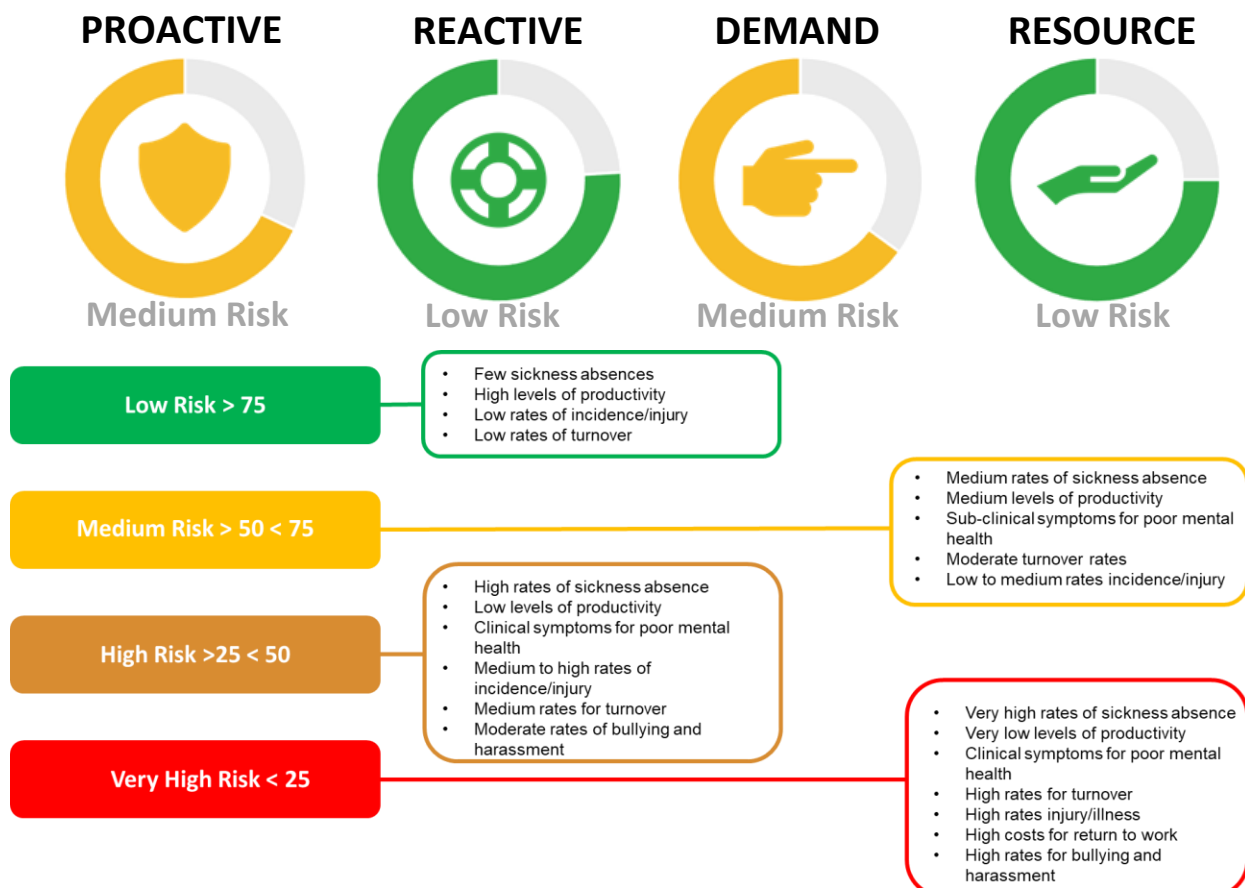 PROACTIVE
REACTIVE
DEMAND
RESOURCE
Medium Risk
Low Risk
Medium Risk
Low Risk
Low Risk > 75
• Few sickness absences
• High levels of productivity
• Low rates of incidence/injury
• Low rates of turnover
Medium Risk > 50 < 75
• Medium rates of sickness absence
• Medium levels of productivity
• Sub-clinical symptoms for poor mental
health
• Moderate turnover rates
• Low to medium rates incidence/injury
High Risk >25 < 50
• High rates of sickness absence
• Low levels of productivity
• Clinical symptoms for poor mental
health
• Medium to high rates of
incidence/injury
• Medium rates for turnover
• Moderate rates of bullying and
harassment
Very High Risk < 25
• Very high rates of sickness absence
• Very low levels of productivity
• Clinical symptoms for poor mental
health
• High rates for turnover
• High rates injury/illness
• High costs for return to work
• High rates for bullying and
harassment